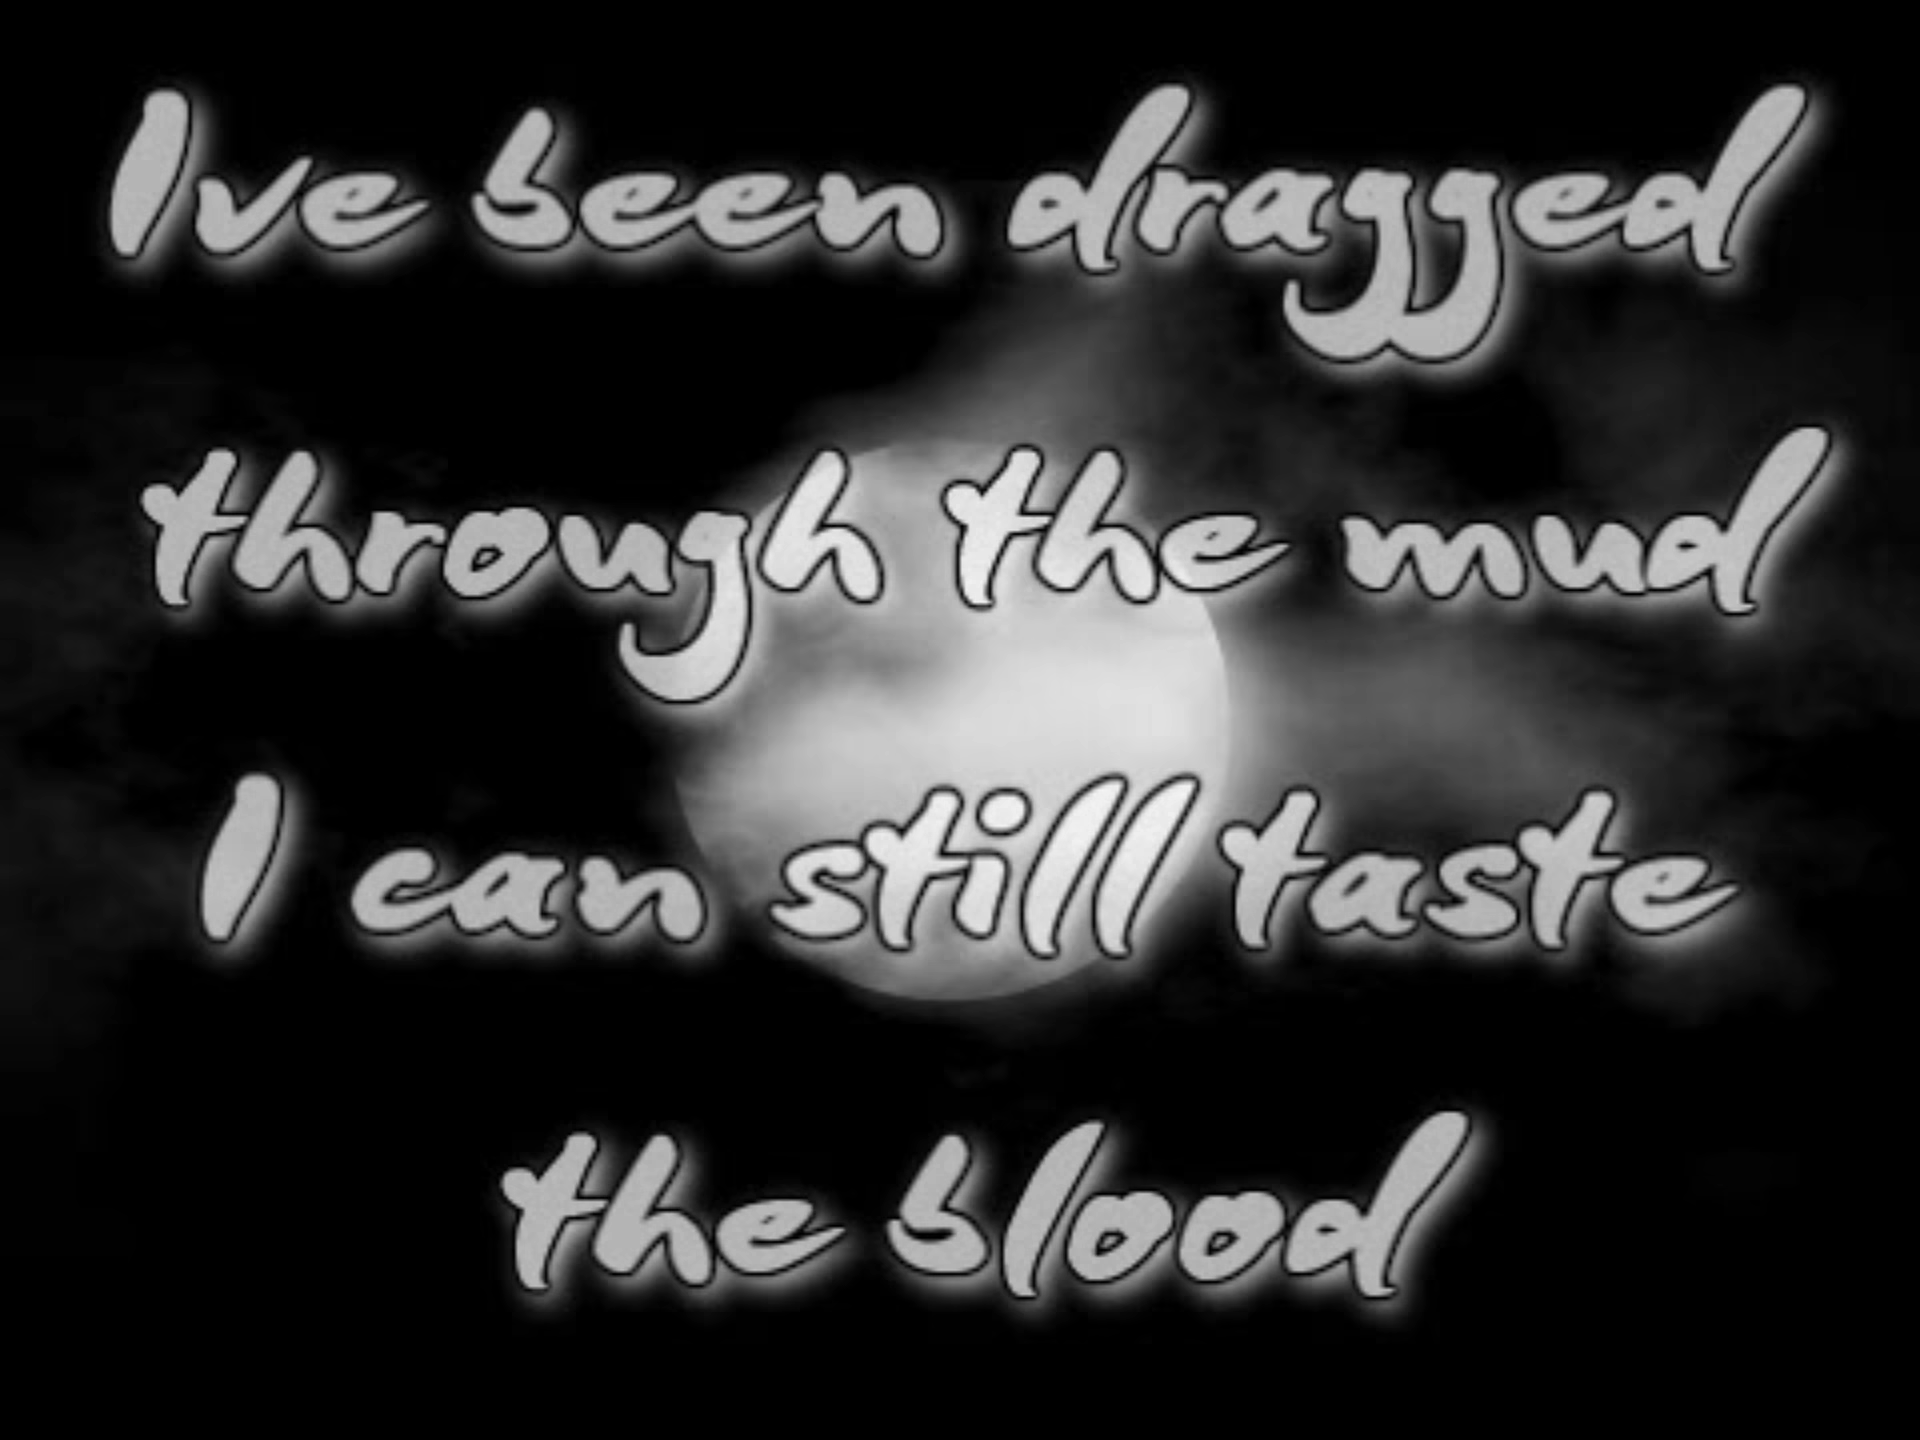 Ive been dragged
through the mud
I can still taste
the blood